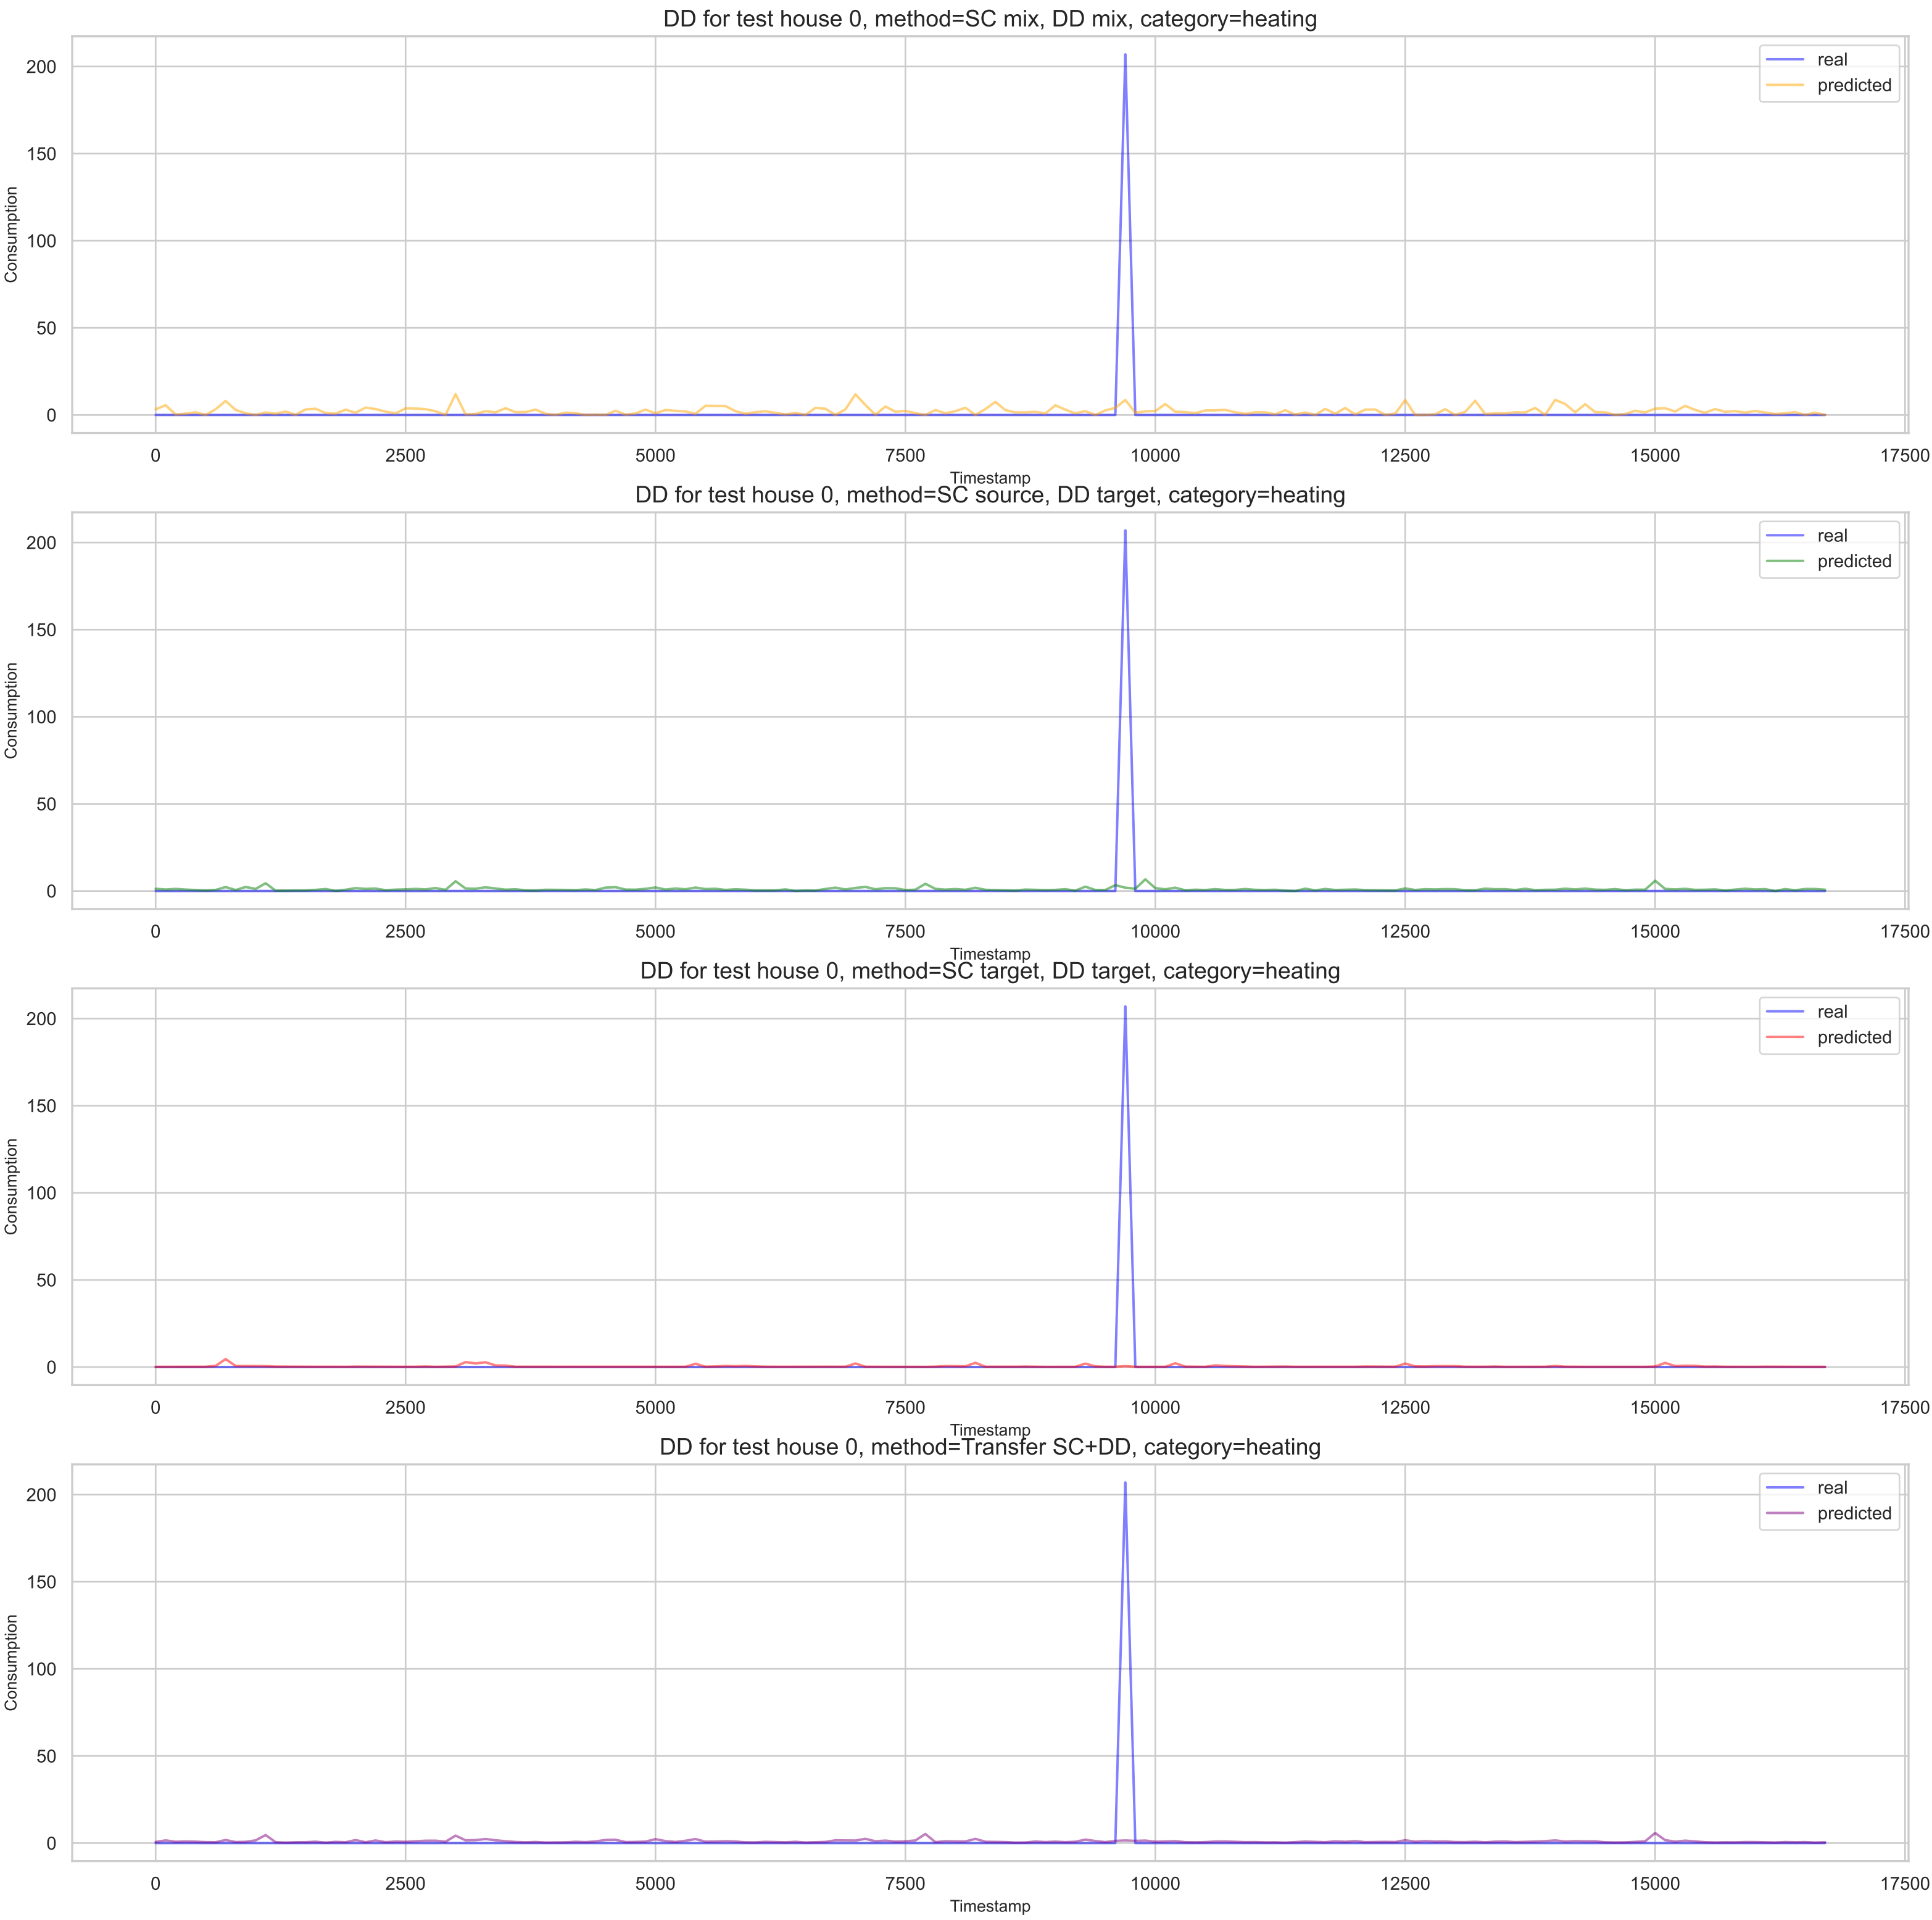 DD for test house 0, method=SC mix, DD mix, category=heating
200
150
100
50
0
Consumption
real
predicted
0 2500 5000 7500 10000 12500 15000 17500
Timestamp
DD for test house 0, method=SC source, DD target, category=heating
200
150
100
50
0
Consumption
real
predicted
0 2500 5000 7500 10000 12500 15000 17500
Timestamp
DD for test house 0, method=SC target, DD target, category=heating
200
150
100
50
0
Consumption
real
predicted
0 2500 5000 7500 10000 12500 15000 17500
Timestamp
DD for test house 0, method=Transfer SC+DD, category=heating
200
150
100
50
0
Consumption
real
predicted
0 2500 5000 7500 10000 12500 15000 17500
Timestamp